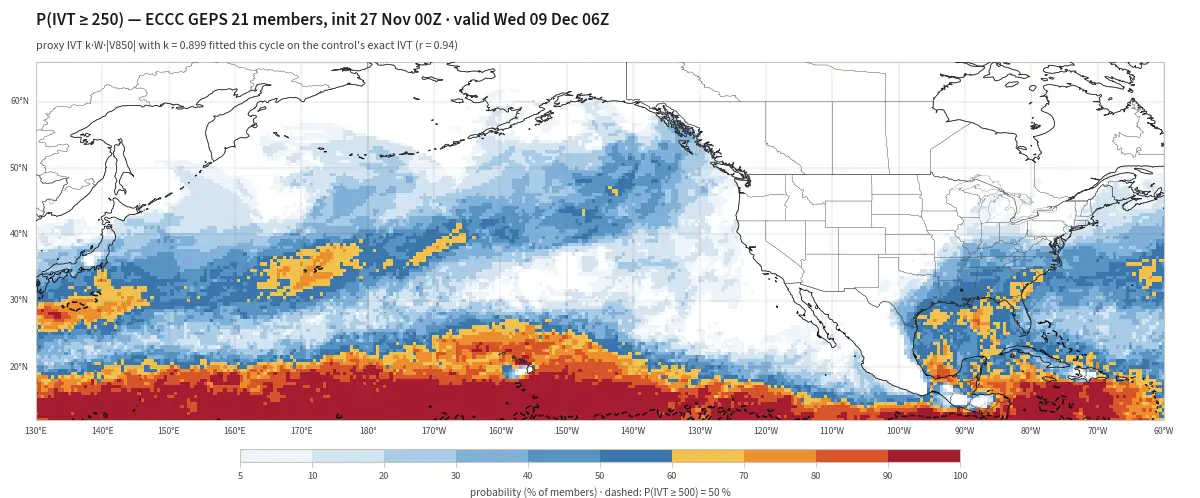 P(IVT ≥ 250) — ECCC GEPS 21 members, init 27 Nov 00Z · valid Wed 09 Dec 06Z
proxy IVT k·W·|V850| with k = 0.899 fitted this cycle on the control's exact IVT (r = 0.94)
60°N
50°N
40°N
30°N
20°N
130°E 140°E 150°E 160°E 170°E 180° 170°W 160°W 150°W 140°W 130°W 120°W 110°W 100°W 90°W 80°W 70°W 60°W
5 10 20 30 40 50 60 70 80 90 100
probability (% of members) · dashed: P(IVT ≥ 500) = 50 %